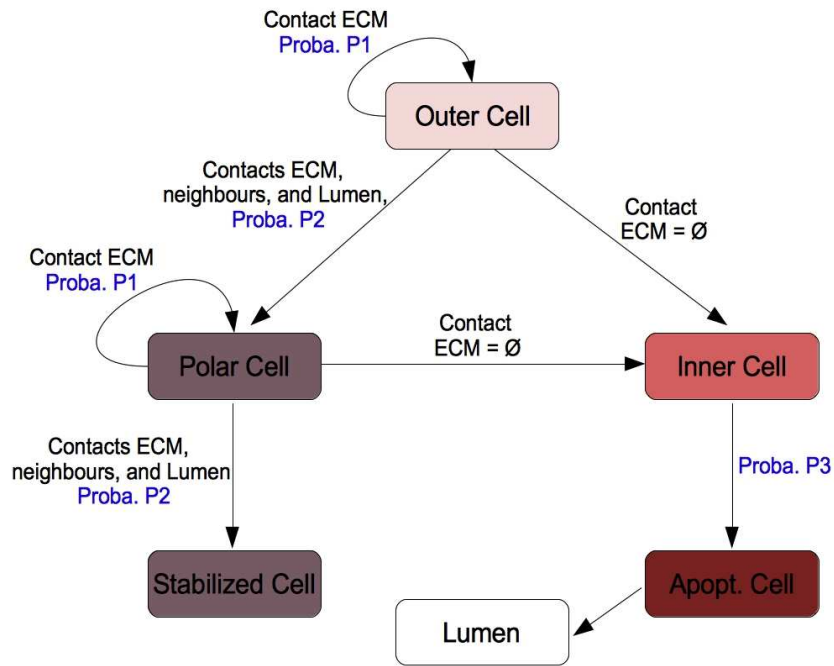 Contact ECM
Proba. P1
Outer Cell
Contacts ECM,
neighbours, and Lumen,
Proba. P2
Contact
ECM = Ø
Contact ECM
Proba. P1
Polar Cell
Contact
ECM = Ø
Inner Cell
Contacts ECM,
neighbours, and Lumen
Proba. P2
Proba. P3
Stabilized Cell
Apopt. Cell
Lumen